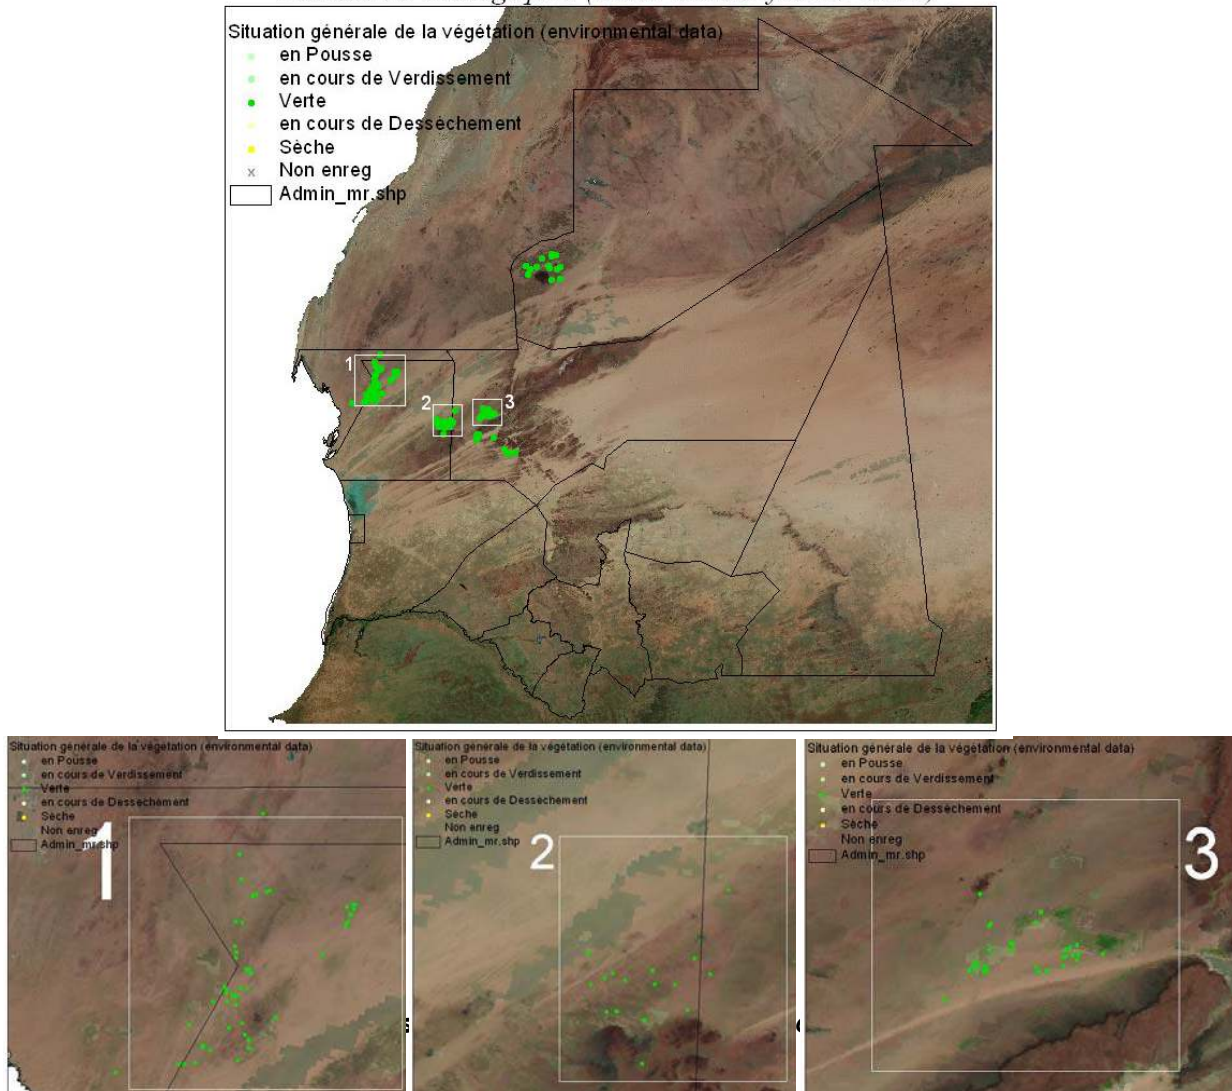 Situation générale de la végétation (environmental data)
en Pousse
en cours de Verdissement
Verte
en cours de Dessèchement
Sèche
Non enreg
Admin_mr.shp
1
2
3
Situation générale de la végétation (environmental data)
en Pousse
en cours de Verdissement
Verte
en cours de Dessèchement
Sèche
Non enreg
Admin_mr.shp
1
Situation générale de la végétation (environmental data)
en Pousse
en cours de Verdissement
Verte
en cours de Dessèchement
Sèche
Non enreg
Admin_mr.shp
2
Situation générale de la végétation (environmental data)
en Pousse
en cours de Verdissement
Verte
en cours de Dessèchement
Sèche
Non enreg
Admin_mr.shp
3